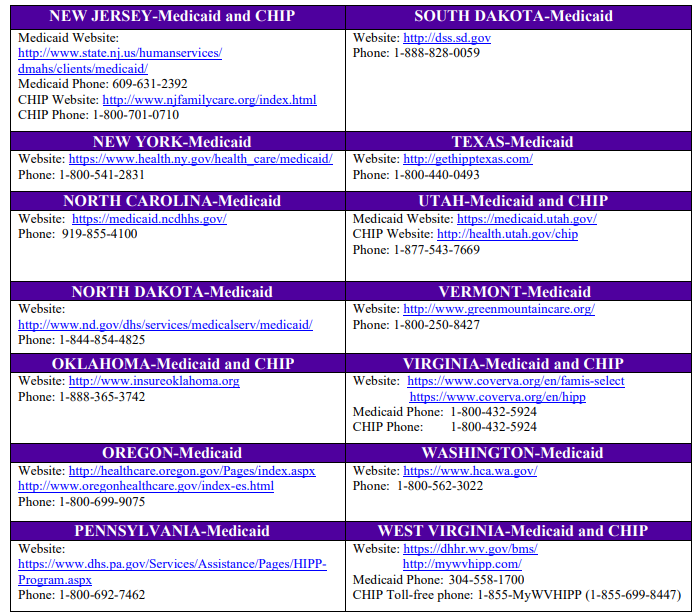 NEW JERSEY-Medicaid and CHIP
Medicaid Website:
http://www.state.nj.us/humanservices/
dmahs/clients/medicaid/
Medicaid Phone: 609-631-2392
CHIP Website: http://www.njfamilycare.org/index.html
CHIP Phone: 1-800-701-0710
SOUTH DAKOTA-Medicaid
Website: http://dss.sd.gov
Phone: 1-888-828-0059
NEW YORK-Medicaid
Website: https://www.health.ny.gov/health_care/medicaid/
Phone: 1-800-541-2831
TEXAS-Medicaid
Website: http://gethipptexas.com/
Phone: 1-800-440-0493
NORTH CAROLINA-Medicaid
Website: https://medicaid.ncdhhs.gov/
Phone: 919-855-4100
UTAH-Medicaid and CHIP
Medicaid Website: https://medicaid.utah.gov/
CHIP Website: http://health.utah.gov/chip
Phone: 1-877-543-7669
NORTH DAKOTA-Medicaid
Website:
http://www.nd.gov/dhs/services/medicalserv/medicaid/
Phone: 1-844-854-4825
VERMONT-Medicaid
Website: http://www.greenmountaincare.org/
Phone: 1-800-250-8427
OKLAHOMA-Medicaid and CHIP
Website: http://www.insureoklahoma.org
Phone: 1-888-365-3742
VIRGINIA-Medicaid and CHIP
Website: https://www.coverva.org/en/famis-select
https://www.coverva.org/en/hipp
Medicaid Phone: 1-800-432-5924
CHIP Phone: 1-800-432-5924
OREGON-Medicaid
Website: http://healthcare.oregon.gov/Pages/index.aspx
http://www.oregonhealthcare.gov/index-es.html
Phone: 1-800-699-9075
WASHINGTON-Medicaid
Website: https://www.hca.wa.gov/
Phone: 1-800-562-3022
PENNSYLVANIA-Medicaid
Website:
https://www.dhs.pa.gov/Services/Assistance/Pages/HIPP-
Program.aspx
Phone: 1-800-692-7462
WEST VIRGINIA-Medicaid and CHIP
Website: https://dhhr.wv.gov/bms/
http://mywvhipp.com/
Medicaid Phone: 304-558-1700
CHIP Toll-free phone: 1-855-MyWVHIPP (1-855-699-8447)